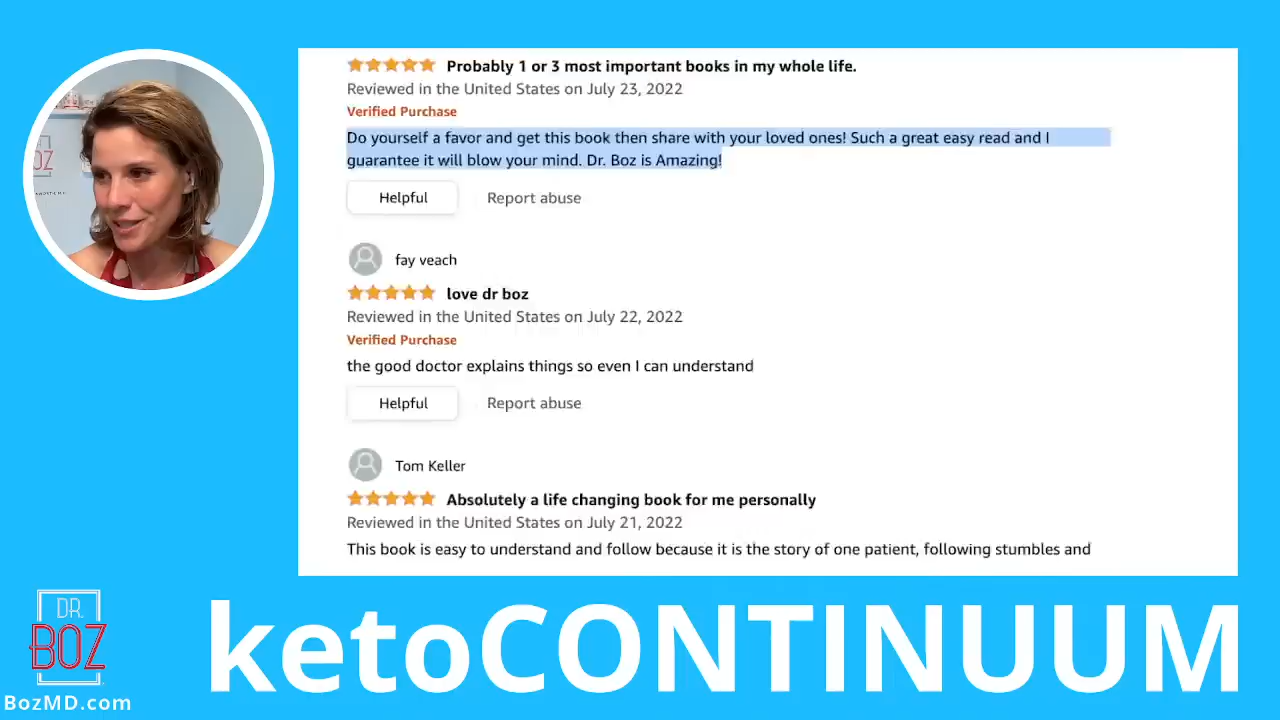 Probably 1 or 3 most important books in my whole life.
Reviewed in the United States on July 23, 2022
Verified Purchase
Do yourself a favor and get this book then share with your loved ones! Such a great easy read and I
guarantee it will blow your mind. Dr. Boz is Amazing!
Helpful Report abuse
fay veach
love dr boz
Reviewed in the United States on July 22, 2022
Verified Purchase
the good doctor explains things so even I can understand
Helpful Report abuse
Tom Keller
Absolutely a life changing book for me personally
Reviewed in the United States on July 21, 2022
This book is easy to understand and follow because it is the story of one patient, following stumbles and
DR.
BOZ
BozMD.com
ketoCONTINUUM